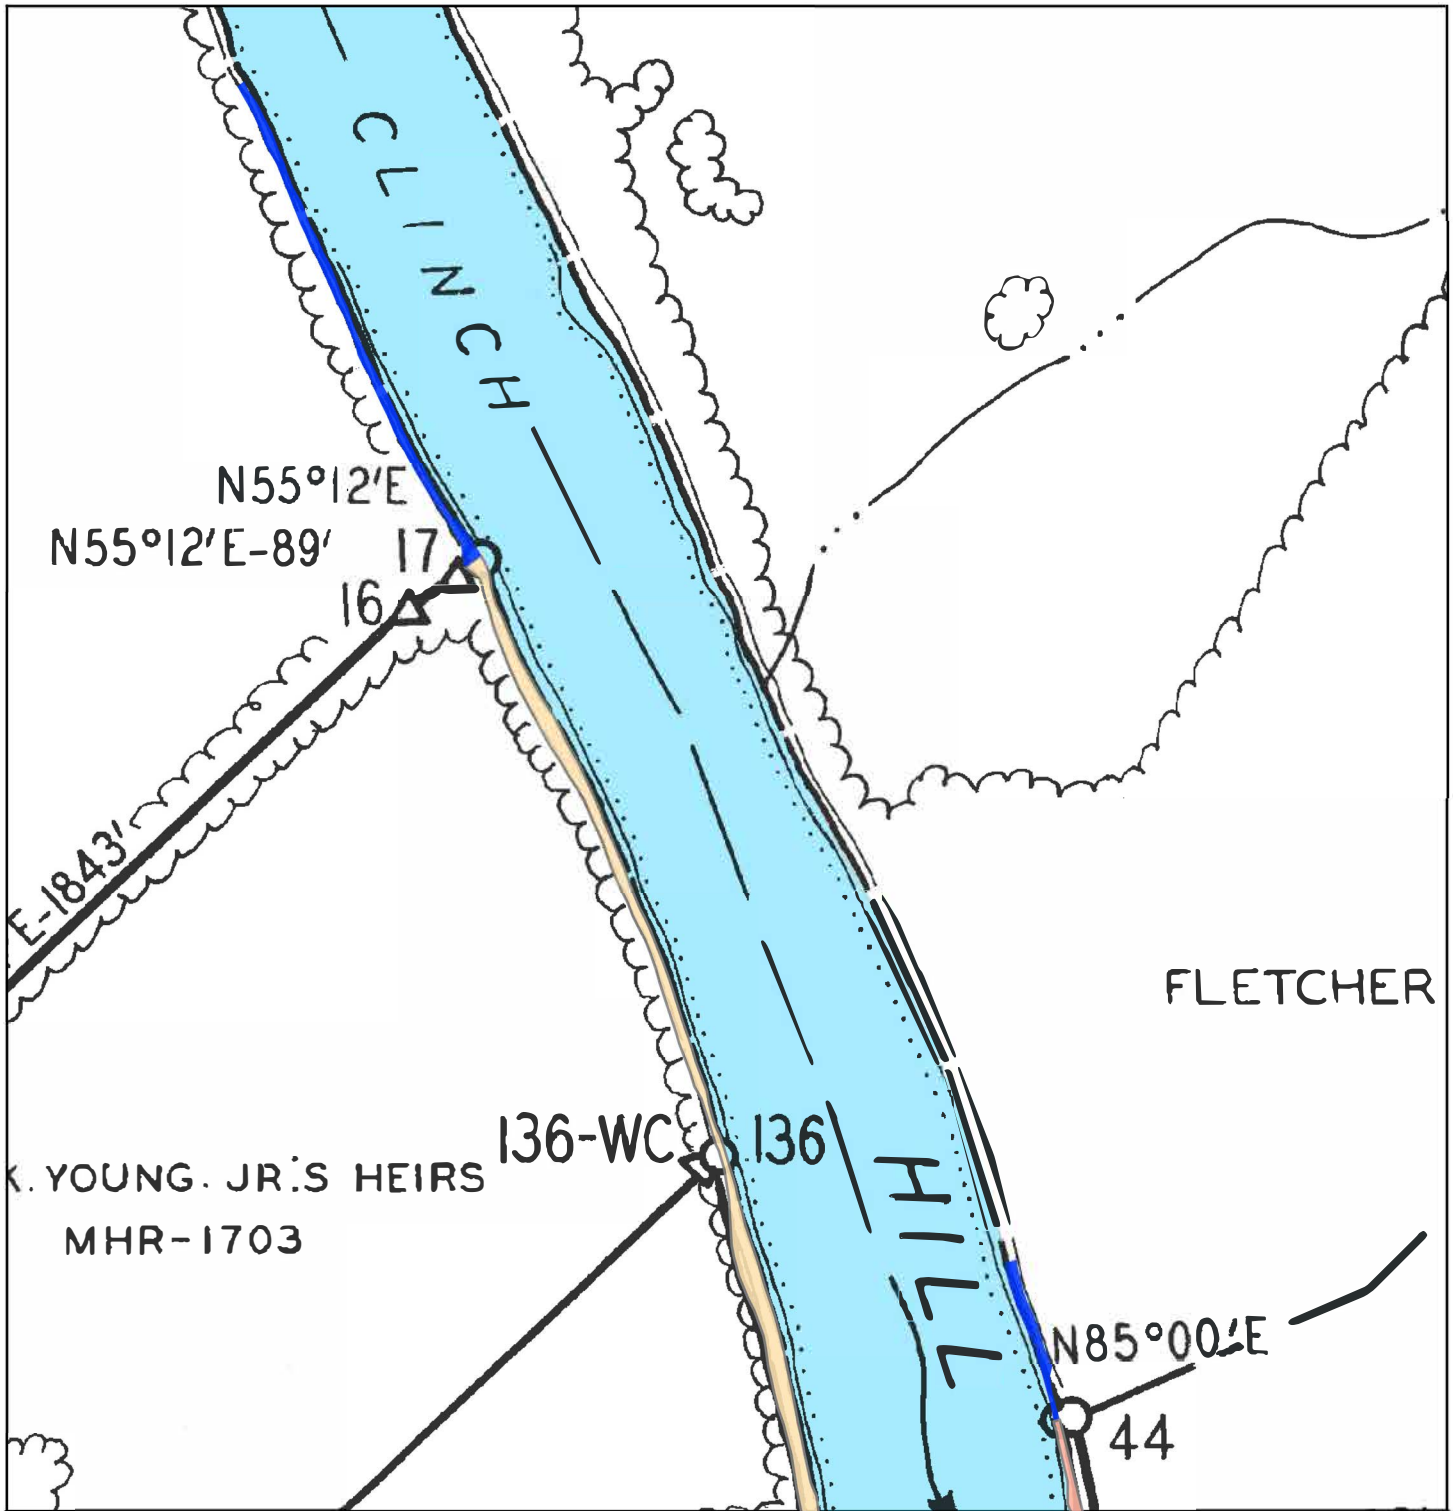 CLINCH
N55°12'E
N55°12'E-89'
17
16
E-1843'
FLETCHER
136-WC
136
K. YOUNG. JR.'S HEIRS
MHR-1703
HILL
N85°00'E
44